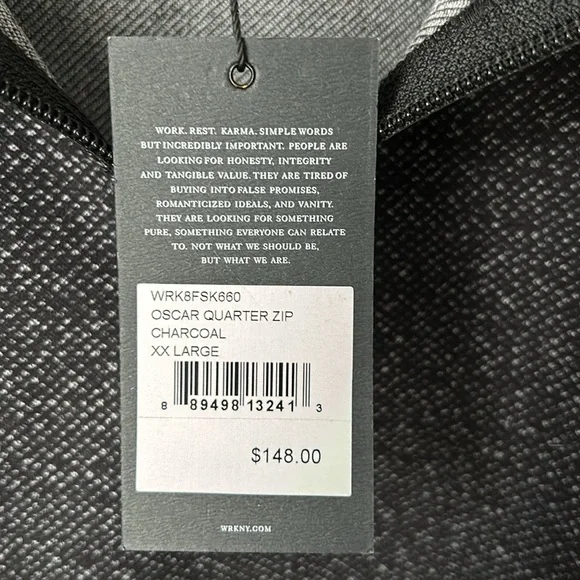 WORK. REST. KARMA. SIMPLE WORDS
BUT INCREDIBLY IMPORTANT. PEOPLE ARE
LOOKING FOR HONESTY, INTEGRITY
AND TANGIBLE VALUE. THEY ARE TIRED OF
BUYING INTO FALSE PROMISES,
ROMANTICIZED IDEALS, AND VANITY.
THEY ARE LOOKING FOR SOMETHING
PURE, SOMETHING EVERYONE CAN RELATE
TO. NOT WHAT WE SHOULD BE,
BUT WHAT WE ARE.
WRK8FSK660
OSCAR QUARTER ZIP
CHARCOAL
XX LARGE
8 89498 13241 3
$148.00
WRKNY.COM